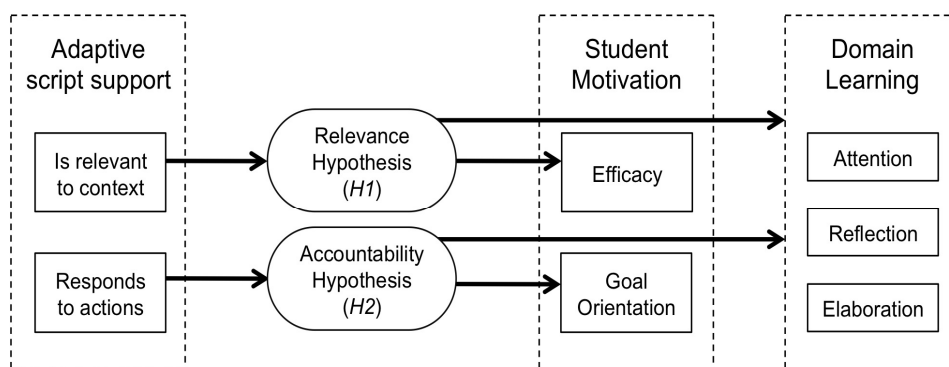 Adaptive
script support
Is relevant
to context
Responds
to actions
Relevance
Hypothesis
(H1)
Accountability
Hypothesis
(H2)
Student
Motivation
Efficacy
Goal
Orientation
Domain
Learning
Attention
Reflection
Elaboration